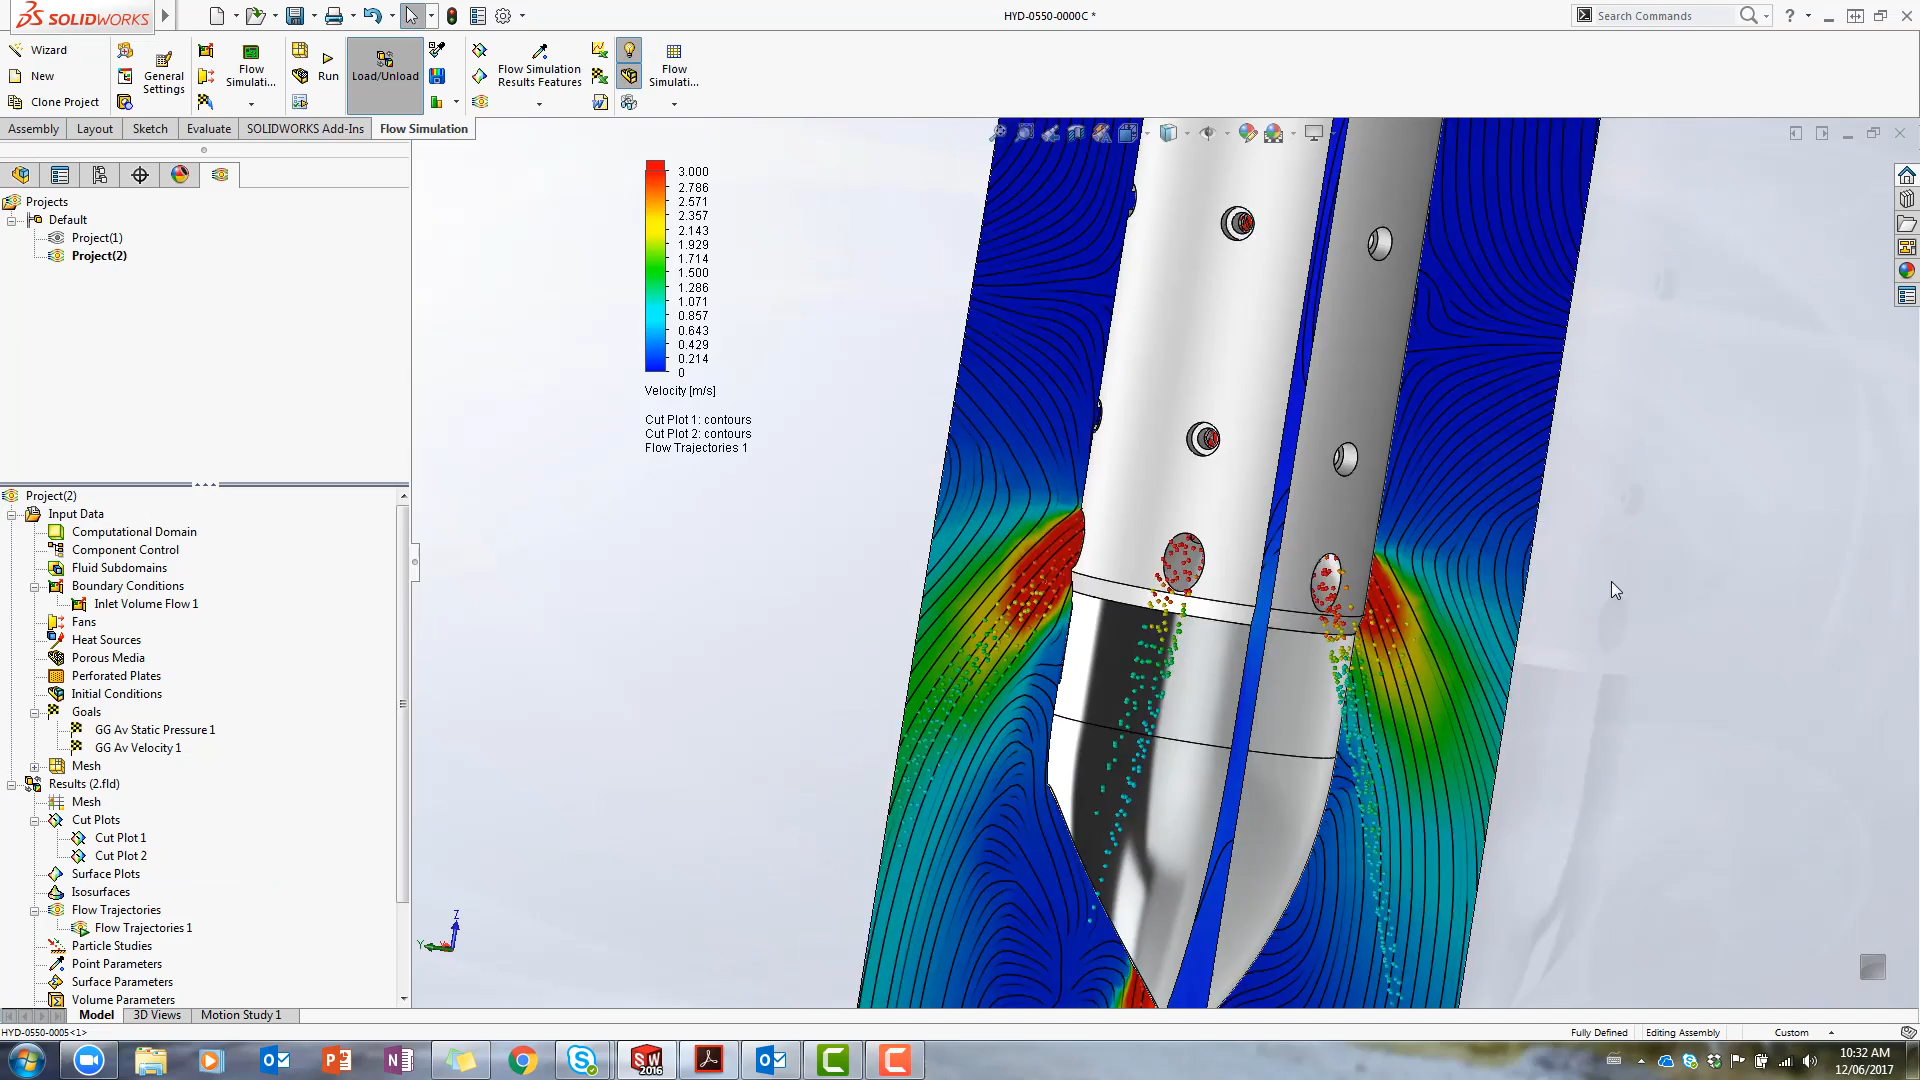 SOLIDWORKS
HYD-0550-0000C *
Search Commands
Wizard
New
Clone Project
General
Settings
Flow
Simulati...
Run
Load/Unload
Flow Simulation
Results Features
Flow
Simulati...
Assembly
Layout
Sketch
Evaluate
SOLIDWORKS Add-Ins
Flow Simulation
Projects
Default
Project(1)
Project(2)
Project(2)
Input Data
Computational Domain
Component Control
Fluid Subdomains
Boundary Conditions
Inlet Volume Flow 1
Fans
Heat Sources
Porous Media
Perforated Plates
Initial Conditions
Goals
GG Av Static Pressure 1
GG Av Velocity 1
Mesh
Results (2.fld)
Mesh
Cut Plots
Cut Plot 1
Cut Plot 2
Surface Plots
Isosurfaces
Flow Trajectories
Flow Trajectories 1
Particle Studies
Point Parameters
Surface Parameters
Volume Parameters
3.000
2.786
2.571
2.357
2.143
1.929
1.714
1.500
1.286
1.071
0.857
0.643
0.429
0.214
0
Velocity [m/s]
Cut Plot 1: contours
Cut Plot 2: contours
Flow Trajectories 1
Z
Y
Model
3D Views
Motion Study 1
HYD-0550-0005<1>
Fully Defined
Editing Assembly
Custom
SW
2016
10:32 AM
12/06/2017